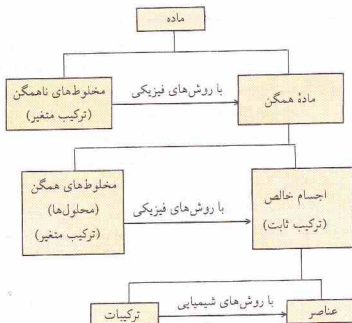 ماده
مادهٔ همگن
با روش‌های فیزیکی
مخلوط‌های ناهمگن
(ترکیب متغیر)
اجسام خالص
(ترکیب ثابت)
با روش‌های فیزیکی
مخلوط‌های همگن
(محلول‌ها)
(ترکیب متغیر)
عناصر
با روش‌های شیمیایی
ترکیبات